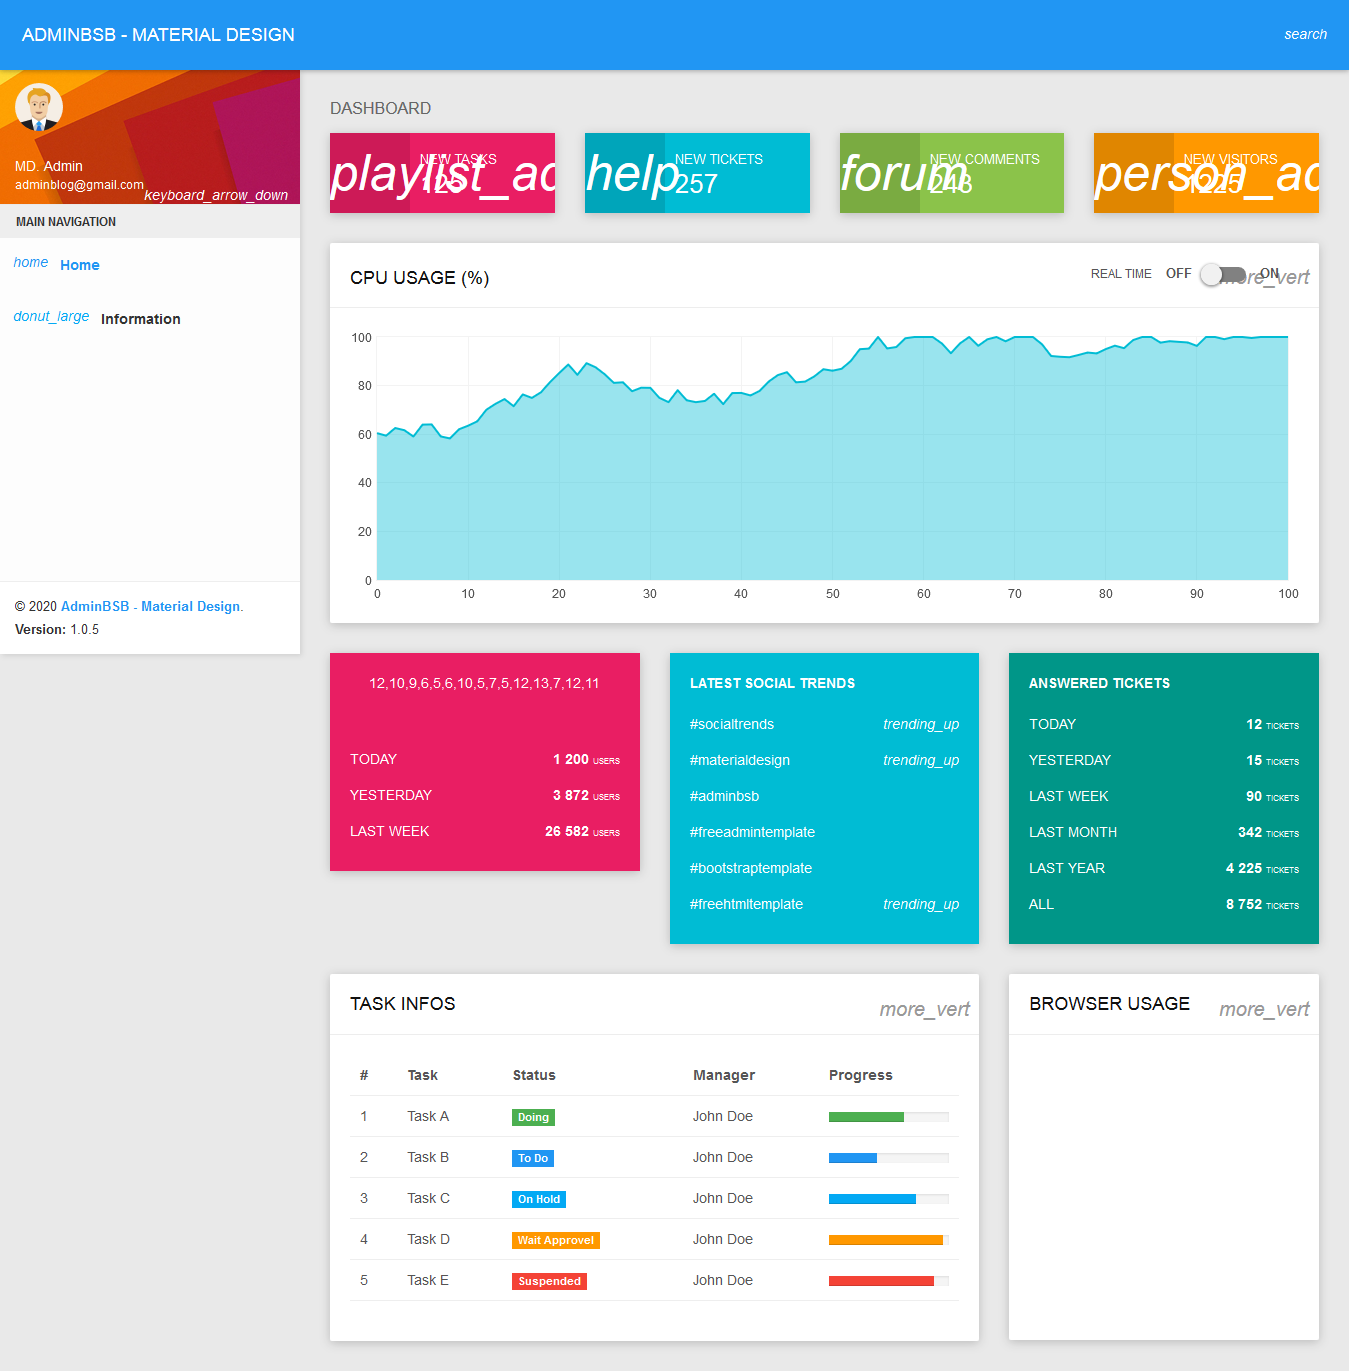 ADMINBSB - MATERIAL DESIGN
search
MD. Admin
adminblog@gmail.com
keyboard_arrow_down
MAIN NAVIGATION
home Home
donut_large Information
© 2020 AdminBSB - Material Design.
Version: 1.0.5
DASHBOARD
playlist_ad
NEW TASKS
125
help
NEW TICKETS
257
forum
NEW COMMENTS
243
person_ad
NEW VISITORS
1225
CPU USAGE (%)
REAL TIME OFF ON
more_vert
100
80
60
40
20
0
0 10 20 30 40 50 60 70 80 90 100
12,10,9,6,5,6,10,5,7,5,12,13,7,12,11
TODAY 1 200 USERS
YESTERDAY 3 872 USERS
LAST WEEK 26 582 USERS
LATEST SOCIAL TRENDS
#socialtrends trending_up
#materialdesign trending_up
#adminbsb
#freeadmintemplate
#bootstraptemplate
#freehtmltemplate trending_up
ANSWERED TICKETS
TODAY 12 TICKETS
YESTERDAY 15 TICKETS
LAST WEEK 90 TICKETS
LAST MONTH 342 TICKETS
LAST YEAR 4 225 TICKETS
ALL 8 752 TICKETS
TASK INFOS
more_vert
# Task Status Manager Progress
1 Task A Doing John Doe
2 Task B To Do John Doe
3 Task C On Hold John Doe
4 Task D Wait Approvel John Doe
5 Task E Suspended John Doe
BROWSER USAGE
more_vert